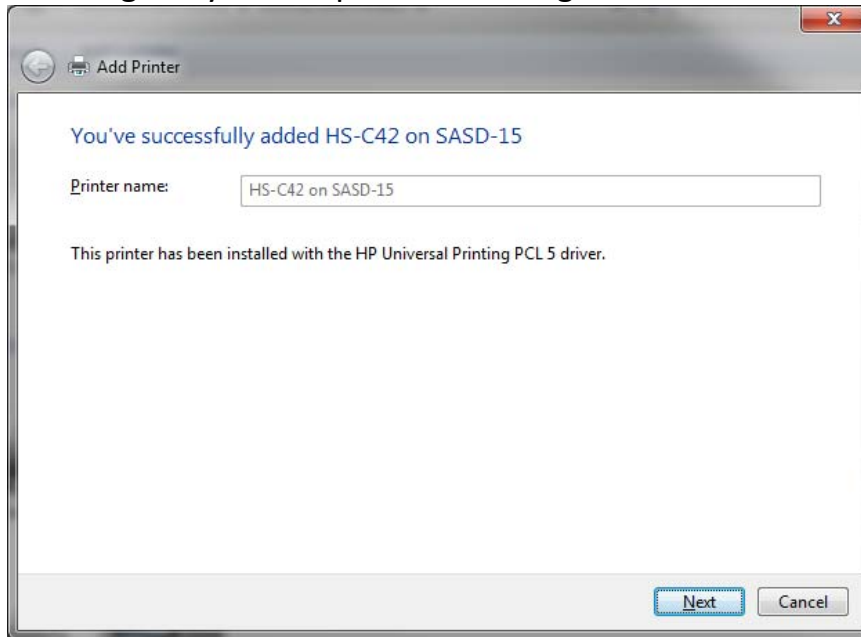 Add Printer
You've successfully added HS-C42 on SASD-15
Printer name:
HS-C42 on SASD-15
This printer has been installed with the HP Universal Printing PCL 5 driver.
Next
Cancel